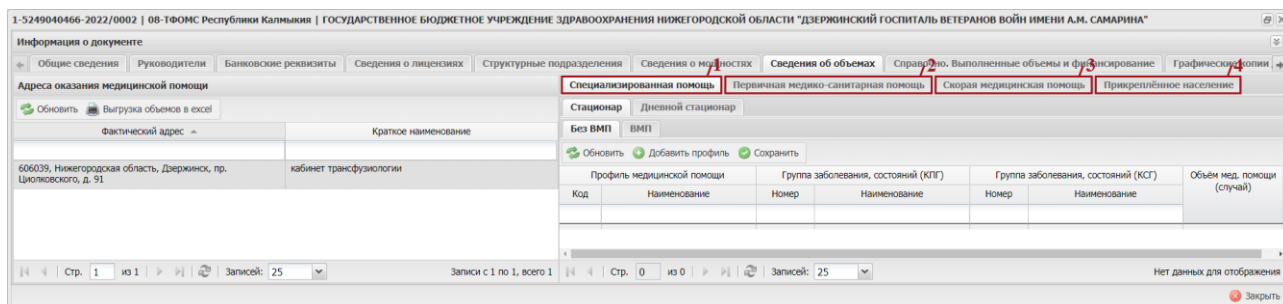 1-5249040466-2022/0002 | 08-ТФОМС Республики Калмыкия | ГОСУДАРСТВЕННОЕ БЮДЖЕТНОЕ УЧРЕЖДЕНИЕ ЗДРАВООХРАНЕНИЯ НИЖЕГОРОДСКОЙ ОБЛАСТИ "ДЗЕРЖИНСКИЙ ГОСПИТАЛЬ ВЕТЕРАНОВ ВОЙН ИМЕНИ А.М. САМАРИНА"
Информация о документе
Общие сведения Руководители Банковские реквизиты Сведения о лицензиях Структурные подразделения Сведения о мощностях Сведения об объемах Справочно. Выполненные объемы и финансирование Графические копии
1 2 3 4
Адреса оказания медицинской помощи
Специализированная помощь Первичная медико-санитарная помощь Скорая медицинская помощь Прикреплённое население
Обновить Выгрузка объемов в excel
Стационар Дневной стационар
Фактический адрес Краткое наименование
Без ВМП ВМП
606039, Нижегородская область, Дзержинск, пр. Циолковского, д. 91
кабинет трансфузиологии
Обновить Добавить профиль Сохранить
Профиль медицинской помощи Группа заболевания, состояний (КПГ) Группа заболевания, состояний (КСГ) Объём мед. помощи (случай)
Код Наименование Номер Наименование Номер Наименование
Стр. 1 из 1 Записей: 25 Записи с 1 по 1, всего 1
Стр. 0 из 0 Записей: 25 Нет данных для отображения
Закрыть